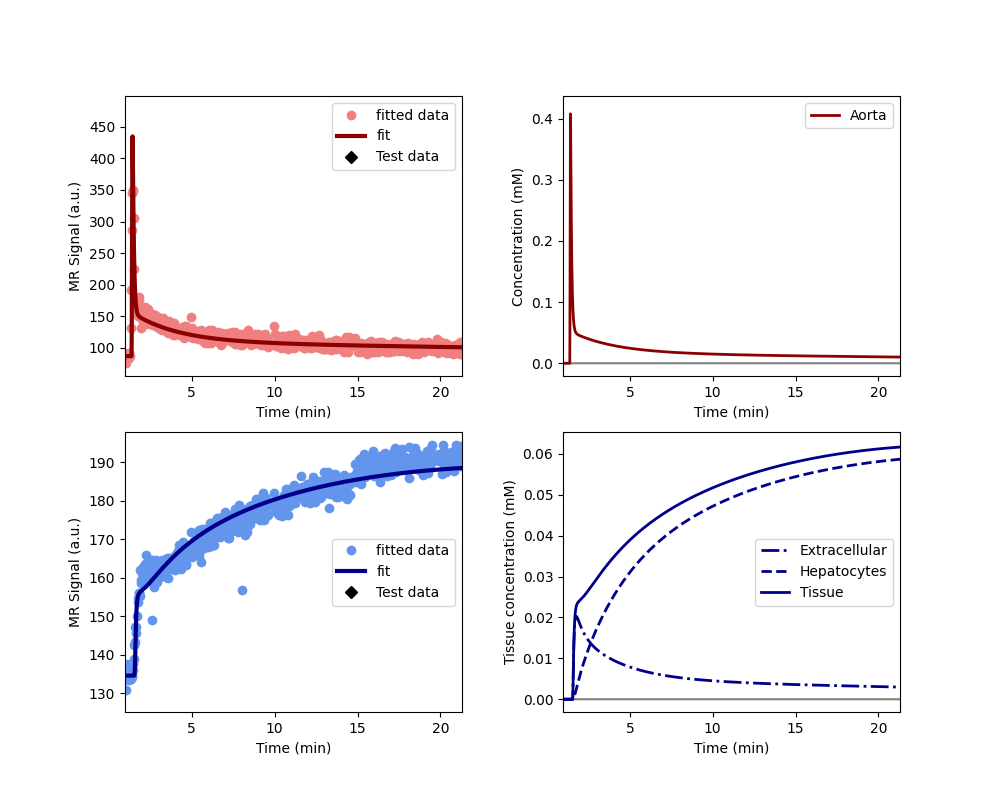 450
400
350
300
250
200
150
100
5
10
15
20
MR Signal (a.u.)
Time (min)
fitted data
fit
Test data
0.4
0.3
0.2
0.1
0.0
5
10
15
20
Concentration (mM)
Time (min)
Aorta
190
180
170
160
150
140
130
5
10
15
20
MR Signal (a.u.)
Time (min)
fitted data
fit
Test data
0.06
0.05
0.04
0.03
0.02
0.01
0.00
5
10
15
20
Tissue concentration (mM)
Time (min)
Extracellular
Hepatocytes
Tissue